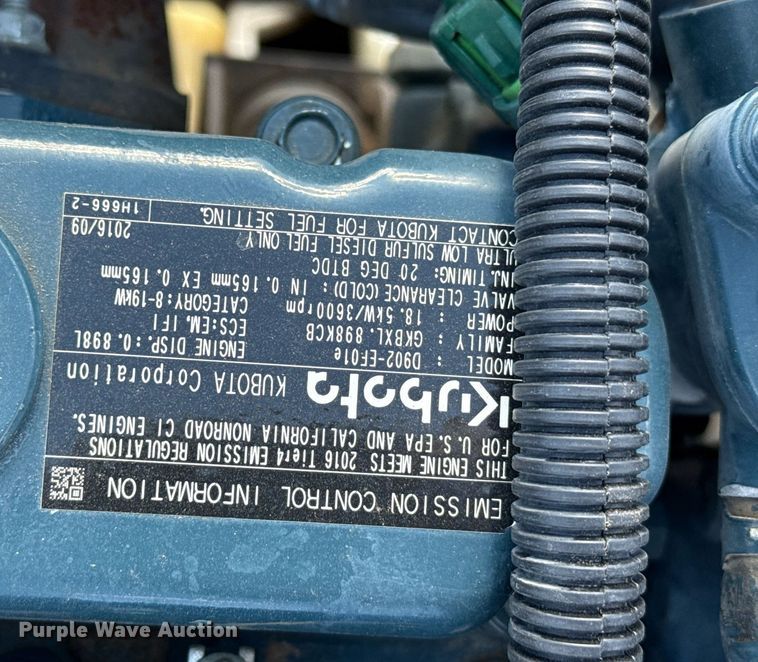 EMISSION CONTROL INFORMATION
THIS ENGINE MEETS 2016 Tier4 EMISSION REGULATIONS
FOR U.S. EPA AND CALIFORNIA NONROAD CI ENGINES.
Kubota KUBOTA Corporation
MODEL : D902-EF01e ENGINE DISP.:0.898L
FAMILY : GKBXL.898KCB ECS:EM, IFI
POWER : 18.5kW/3600rpm CATEGORY:8-19kW
VALVE CLEARANCE (COLD): IN 0.165mm EX 0.165mm
INJ. TIMING: 20 DEG BTDC
ULTRA LOW SULFUR DIESEL FUEL ONLY 2016/09
CONTACT KUBOTA FOR FUEL SETTING. 1H666-2
Purple Wave Auction